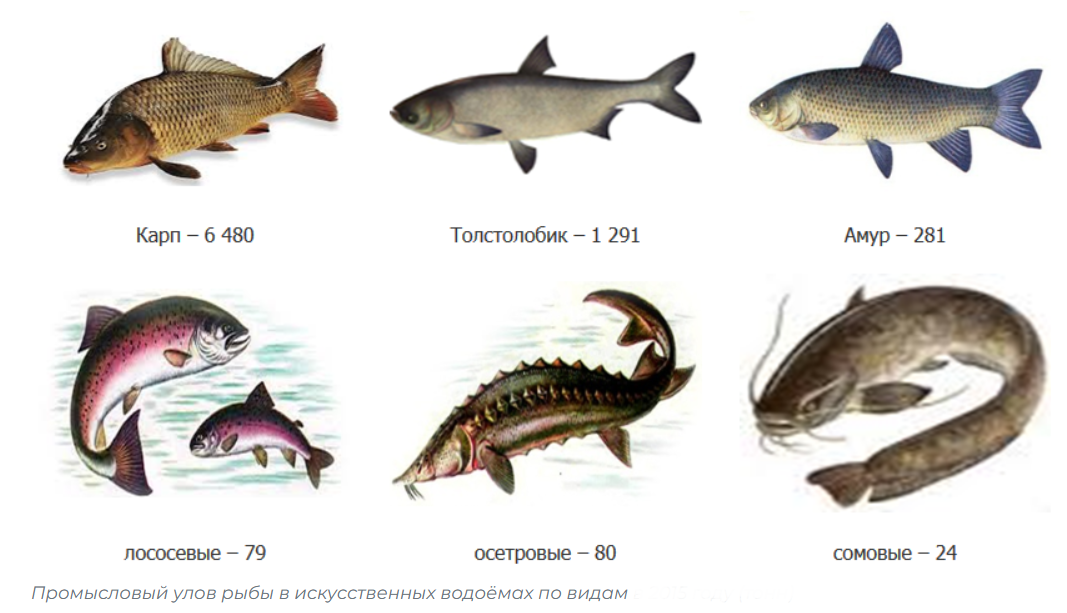 Карп – 6 480
Толстолобик – 1 291
Амур – 281
лососевые – 79
осетровые – 80
сомовые – 24
Промысловый улов рыбы в искусственных водоёмах по видам